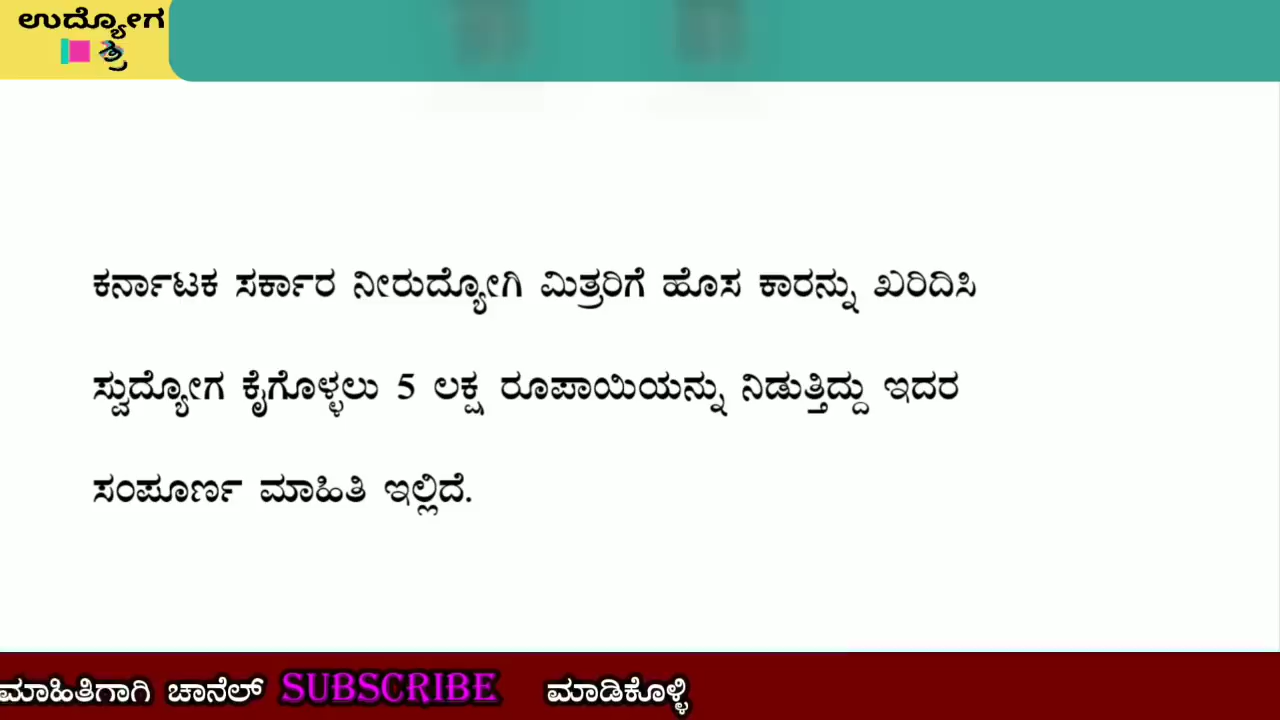 ಉದ್ಯೋಗ
ಶ್ರಿ
ಕರ್ನಾಟಕ ಸರ್ಕಾರ ನೀರುದ್ಯೋಗಿ ಮಿತ್ರರಿಗೆ ಹೊಸ ಕಾರನ್ನು ಖರಿದಿಸಿ
ಸ್ವುದ್ಯೋಗ ಕೈಗೊಳ್ಳಲು 5 ಲಕ್ಷ ರೂಪಾಯಿಯನ್ನು ನಿಡುತ್ತಿದ್ದು ಇದರ
ಸಂಪೂರ್ಣ ಮಾಹಿತಿ ಇಲ್ಲಿದೆ.
ಮಾಹಿತಿಗಾಗಿ ಚಾನೆಲ್ SUBSCRIBE ಮಾಡಿಕೊಳ್ಳಿ